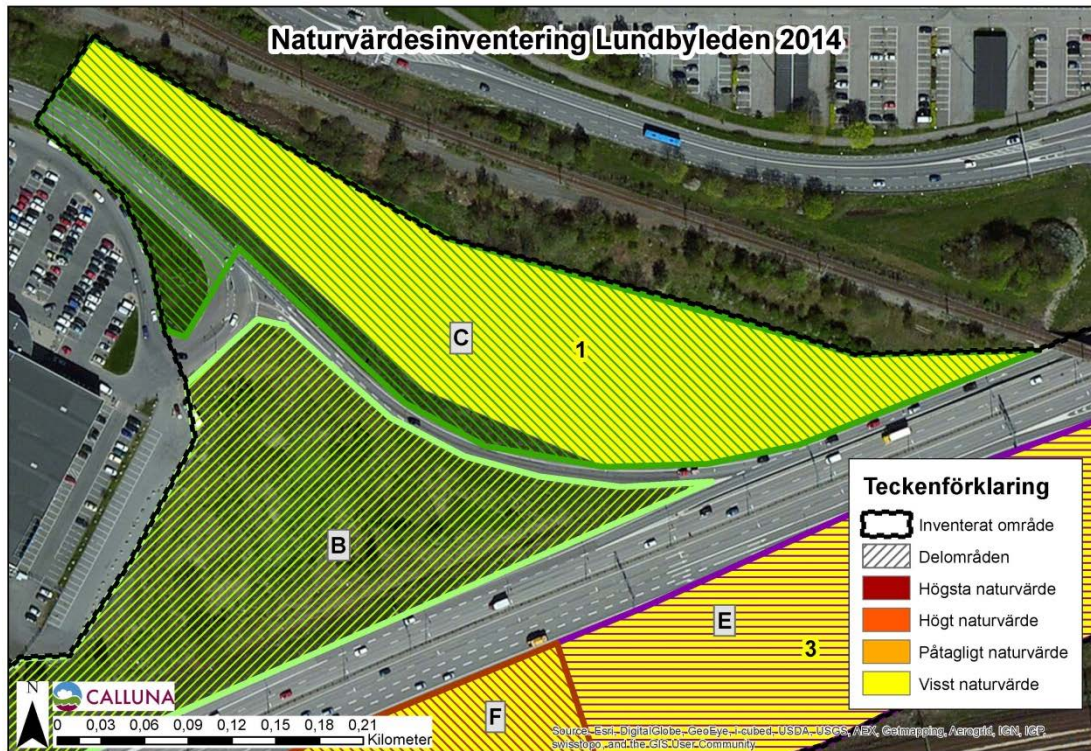 Naturvärdesinventering Lundbyleden 2014
C
1
B
E
3
F
Teckenförklaring
Inventerat område
Delområden
Högsta naturvärde
Högt naturvärde
Påtagligt naturvärde
Visst naturvärde
N
CALLUNA
0 0,03 0,06 0,09 0,12 0,15 0,18 0,21
Kilometer
Source: Esri, DigitalGlobe, GeoEye, i-cubed, USDA, USGS, AEX, Getmapping, Aerogrid, IGN, IGP,
swisstopo, and the GIS User Community